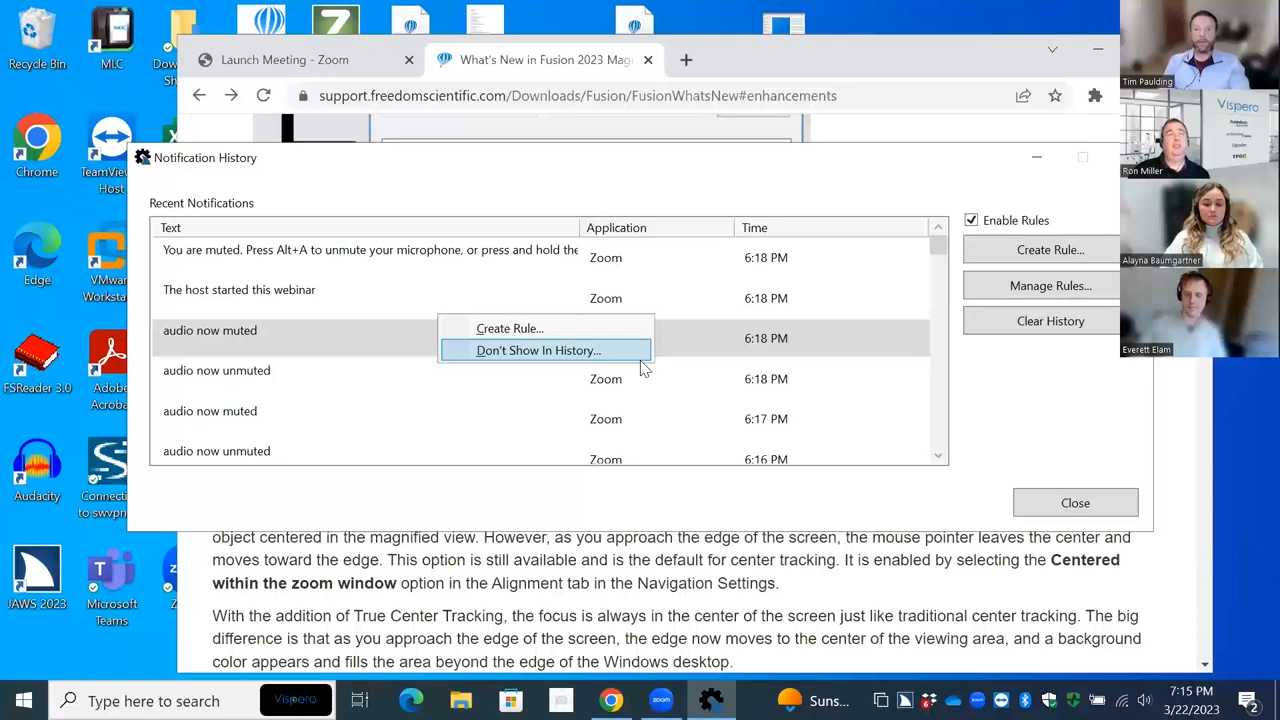 Recycle Bin
MLC
Dow
Sh
Launch Meeting - Zoom
What's New in Fusion 2023 Mag
support.freedoms
r.com/Downloads/Fusion/FusionWhatsNew#enhancements
Tim Paulding
Vispero
Ron Miller
Alayna Baumgartner
Everett Elam
Chrome
TeamView
Host
Edge
VMware
Worksta
FSReader 3.0
Adobe
Acroba
Audacity
Connecti
to swvpn
JAWS 2023
Microsoft
Teams
Z
Notification History
Recent Notifications
Text
Application
Time
You are muted. Press Alt+A to unmute your microphone, or press and hold the
Zoom
6:18 PM
The host started this webinar
Zoom
6:18 PM
audio now muted
6:18 PM
audio now unmuted
Zoom
6:18 PM
audio now muted
Zoom
6:17 PM
audio now unmuted
Zoom
6:16 PM
Create Rule...
Don't Show In History...
Enable Rules
Create Rule...
Manage Rules...
Clear History
Close
object centered in the magnified view. However, as you approach the edge of the screen, the mouse pointer leaves the center and
moves toward the edge. This option is still available and is the default for center tracking. It is enabled by selecting the Centered
within the zoom window option in the Alignment tab in the Navigation Settings.
With the addition of True Center Tracking, the focus is always in the center of the screen just like traditional center tracking. The big
difference is that as you approach the edge of the screen, the edge now moves to the center of the viewing area, and a background
color appears and fills the area beyond the edge of the Windows desktop.
Type here to search
Vispero
zoom
Suns...
7:15 PM
3/22/2023
2